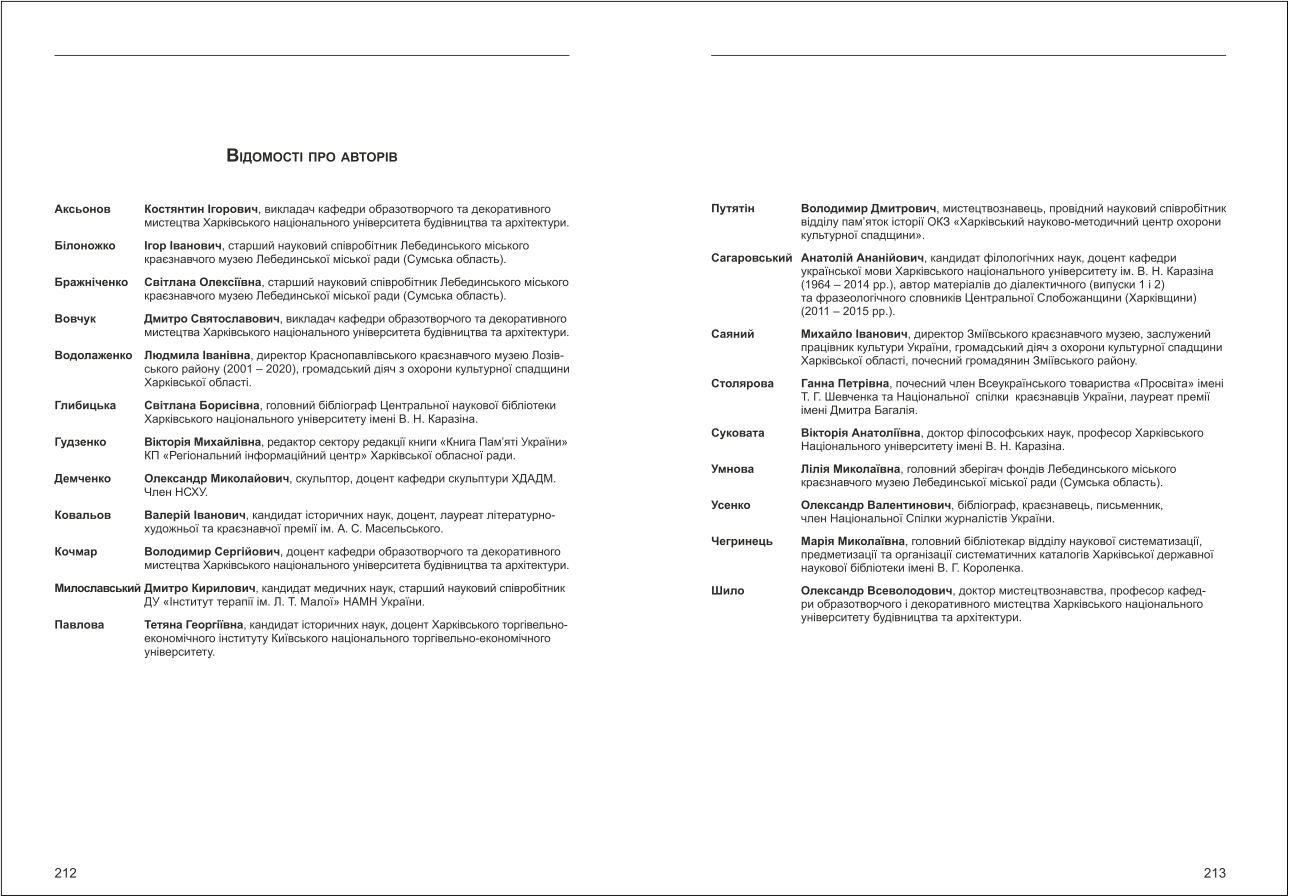 Відомості про авторів
Аксьонов Костянтин Ігорович, викладач кафедри образотворчого та декоративного
мистецтва Харківського національного університета будівництва та архітектури.
Білоножко Ігор Іванович, старший науковий співробітник Лебединського міського
краєзнавчого музею Лебединської міської ради (Сумська область).
Бражніченко Світлана Олексіївна, старший науковий співробітник Лебединського міського
краєзнавчого музею Лебединської міської ради (Сумська область).
Вовчук Дмитро Святославович, викладач кафедри образотворчого та декоративного
мистецтва Харківського національного університета будівництва та архітектури.
Водолаженко Людмила Іванівна, директор Краснопавлівського краєзнавчого музею Лозів-
ського району (2001 – 2020), громадський діяч з охорони культурної спадщини
Харківської області.
Глибицька Світлана Борисівна, головний бібліограф Центральної наукової бібліотеки
Харківського національного університету імені В. Н. Каразіна.
Гудзенко Вікторія Михайлівна, редактор сектору редакції книги «Книга Пам’яті України»
КП «Регіональний інформаційний центр» Харківської обласної ради.
Демченко Олександр Миколайович, скульптор, доцент кафедри скульптури ХДАДМ.
Член НСХУ.
Ковальов Валерій Іванович, кандидат історичних наук, доцент, лауреат літературно-
художньої та краєзнавчої премії ім. А. С. Масельського.
Кочмар Володимир Сергійович, доцент кафедри образотворчого та декоративного
мистецтва Харківського національного університета будівництва та архітектури.
Милославський Дмитро Кирилович, кандидат медичних наук, старший науковий співробітник
ДУ «Інститут терапії ім. Л. Т. Малої» НАМН України.
Павлова Тетяна Георгіївна, кандидат історичних наук, доцент Харківського торгівельно-
економічного інституту Київського національного торгівельно-економічного
університету.
212
Путятін Володимир Дмитрович, мистецтвознавець, провідний науковий співробітник
відділу пам’яток історії ОКЗ «Харківський науково-методичний центр охорони
культурної спадщини».
Сагаровський Анатолій Ананійович, кандидат філологічних наук, доцент кафедри
української мови Харківського національного університету ім. В. Н. Каразіна
(1964 – 2014 рр.), автор матеріалів до діалектичного (випуски 1 і 2)
та фразеологічного словників Центральної Слобожанщини (Харківщини)
(2011 – 2015 рр.).
Саяний Михайло Іванович, директор Зміївського краєзнавчого музею, заслужений
працівник культури України, громадський діяч з охорони культурної спадщини
Харківської області, почесний громадянин Зміївського району.
Столярова Ганна Петрівна, почесний член Всеукраїнського товариства «Просвіта» імені
Т. Г. Шевченка та Національної спілки краєзнавців України, лауреат премії
імені Дмитра Багалія.
Суковата Вікторія Анатоліївна, доктор філософських наук, професор Харківського
Національного університету імені В. Н. Каразіна.
Умнова Лілія Миколаївна, головний зберігач фондів Лебединського міського
краєзнавчого музею Лебединської міської ради (Сумська область).
Усенко Олександр Валентинович, бібліограф, краєзнавець, письменник,
член Національної Спілки журналістів України.
Чегринець Марія Миколаївна, головний бібліотекар відділу наукової систематизації,
предметизації та організації систематичних каталогів Харківської державної
наукової бібліотеки імені В. Г. Короленка.
Шило Олександр Всеволодович, доктор мистецтвознавства, професор кафед-
ри образотворчого і декоративного мистецтва Харківського національного
університету будівництва та архітектури.
213